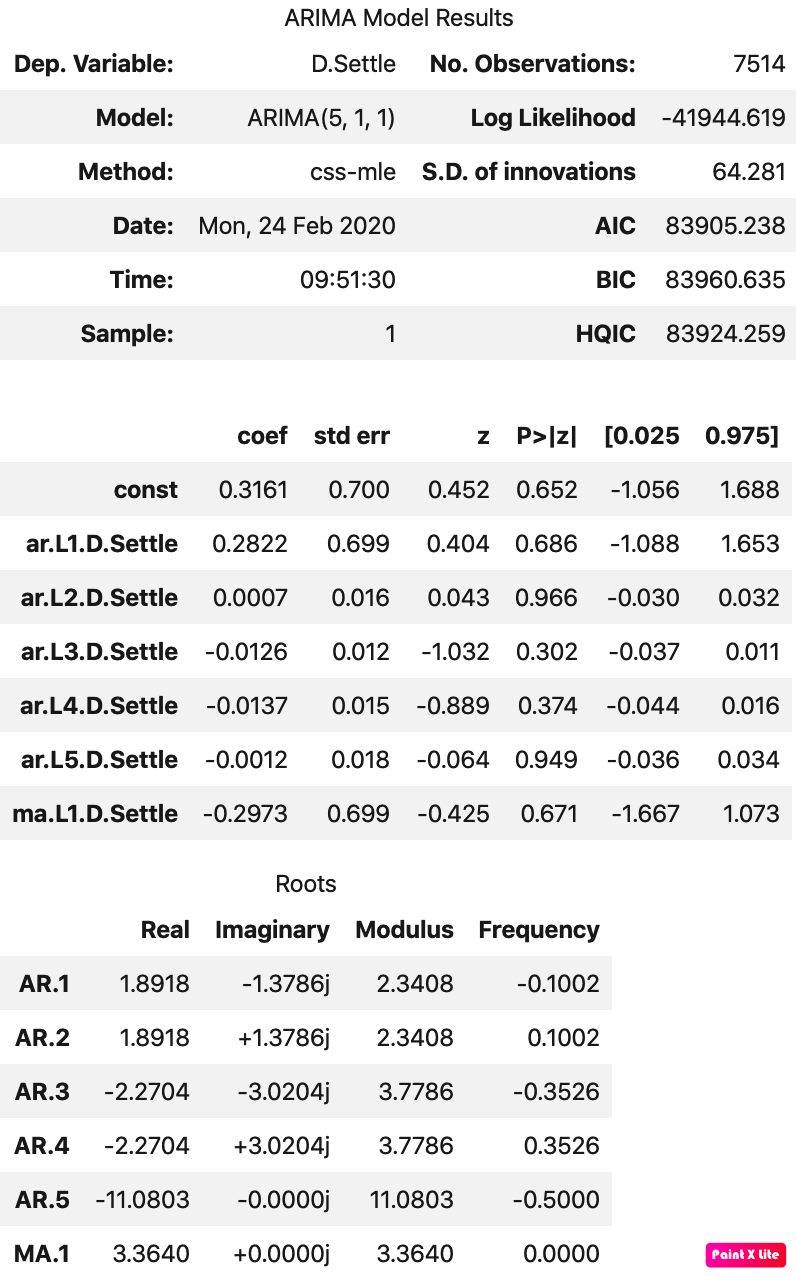 ARIMA Model Results
Dep. Variable: D.Settle No. Observations: 7514
Model: ARIMA(5, 1, 1) Log Likelihood -41944.619
Method: css-mle S.D. of innovations 64.281
Date: Mon, 24 Feb 2020 AIC 83905.238
Time: 09:51:30 BIC 83960.635
Sample: 1 HQIC 83924.259
coef std err z P>|z| [0.025 0.975]
const 0.3161 0.700 0.452 0.652 -1.056 1.688
ar.L1.D.Settle 0.2822 0.699 0.404 0.686 -1.088 1.653
ar.L2.D.Settle 0.0007 0.016 0.043 0.966 -0.030 0.032
ar.L3.D.Settle -0.0126 0.012 -1.032 0.302 -0.037 0.011
ar.L4.D.Settle -0.0137 0.015 -0.889 0.374 -0.044 0.016
ar.L5.D.Settle -0.0012 0.018 -0.064 0.949 -0.036 0.034
ma.L1.D.Settle -0.2973 0.699 -0.425 0.671 -1.667 1.073
Roots
Real Imaginary Modulus Frequency
AR.1 1.8918 -1.3786j 2.3408 -0.1002
AR.2 1.8918 +1.3786j 2.3408 0.1002
AR.3 -2.2704 -3.0204j 3.7786 -0.3526
AR.4 -2.2704 +3.0204j 3.7786 0.3526
AR.5 -11.0803 -0.0000j 11.0803 -0.5000
MA.1 3.3640 +0.0000j 3.3640 0.0000
Paint X Lite